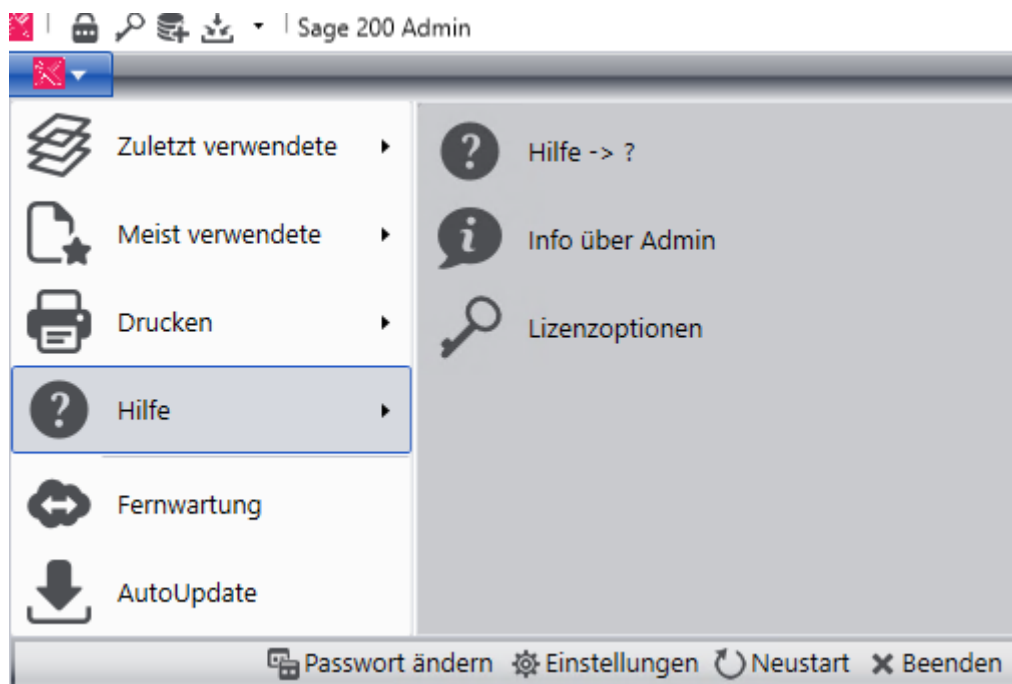 Sage 200 Admin
Zuletzt verwendete
Meist verwendete
Drucken
Hilfe
Fernwartung
AutoUpdate
Hilfe -> ?
Info über Admin
Lizenzoptionen
Passwort ändern Einstellungen Neustart Beenden